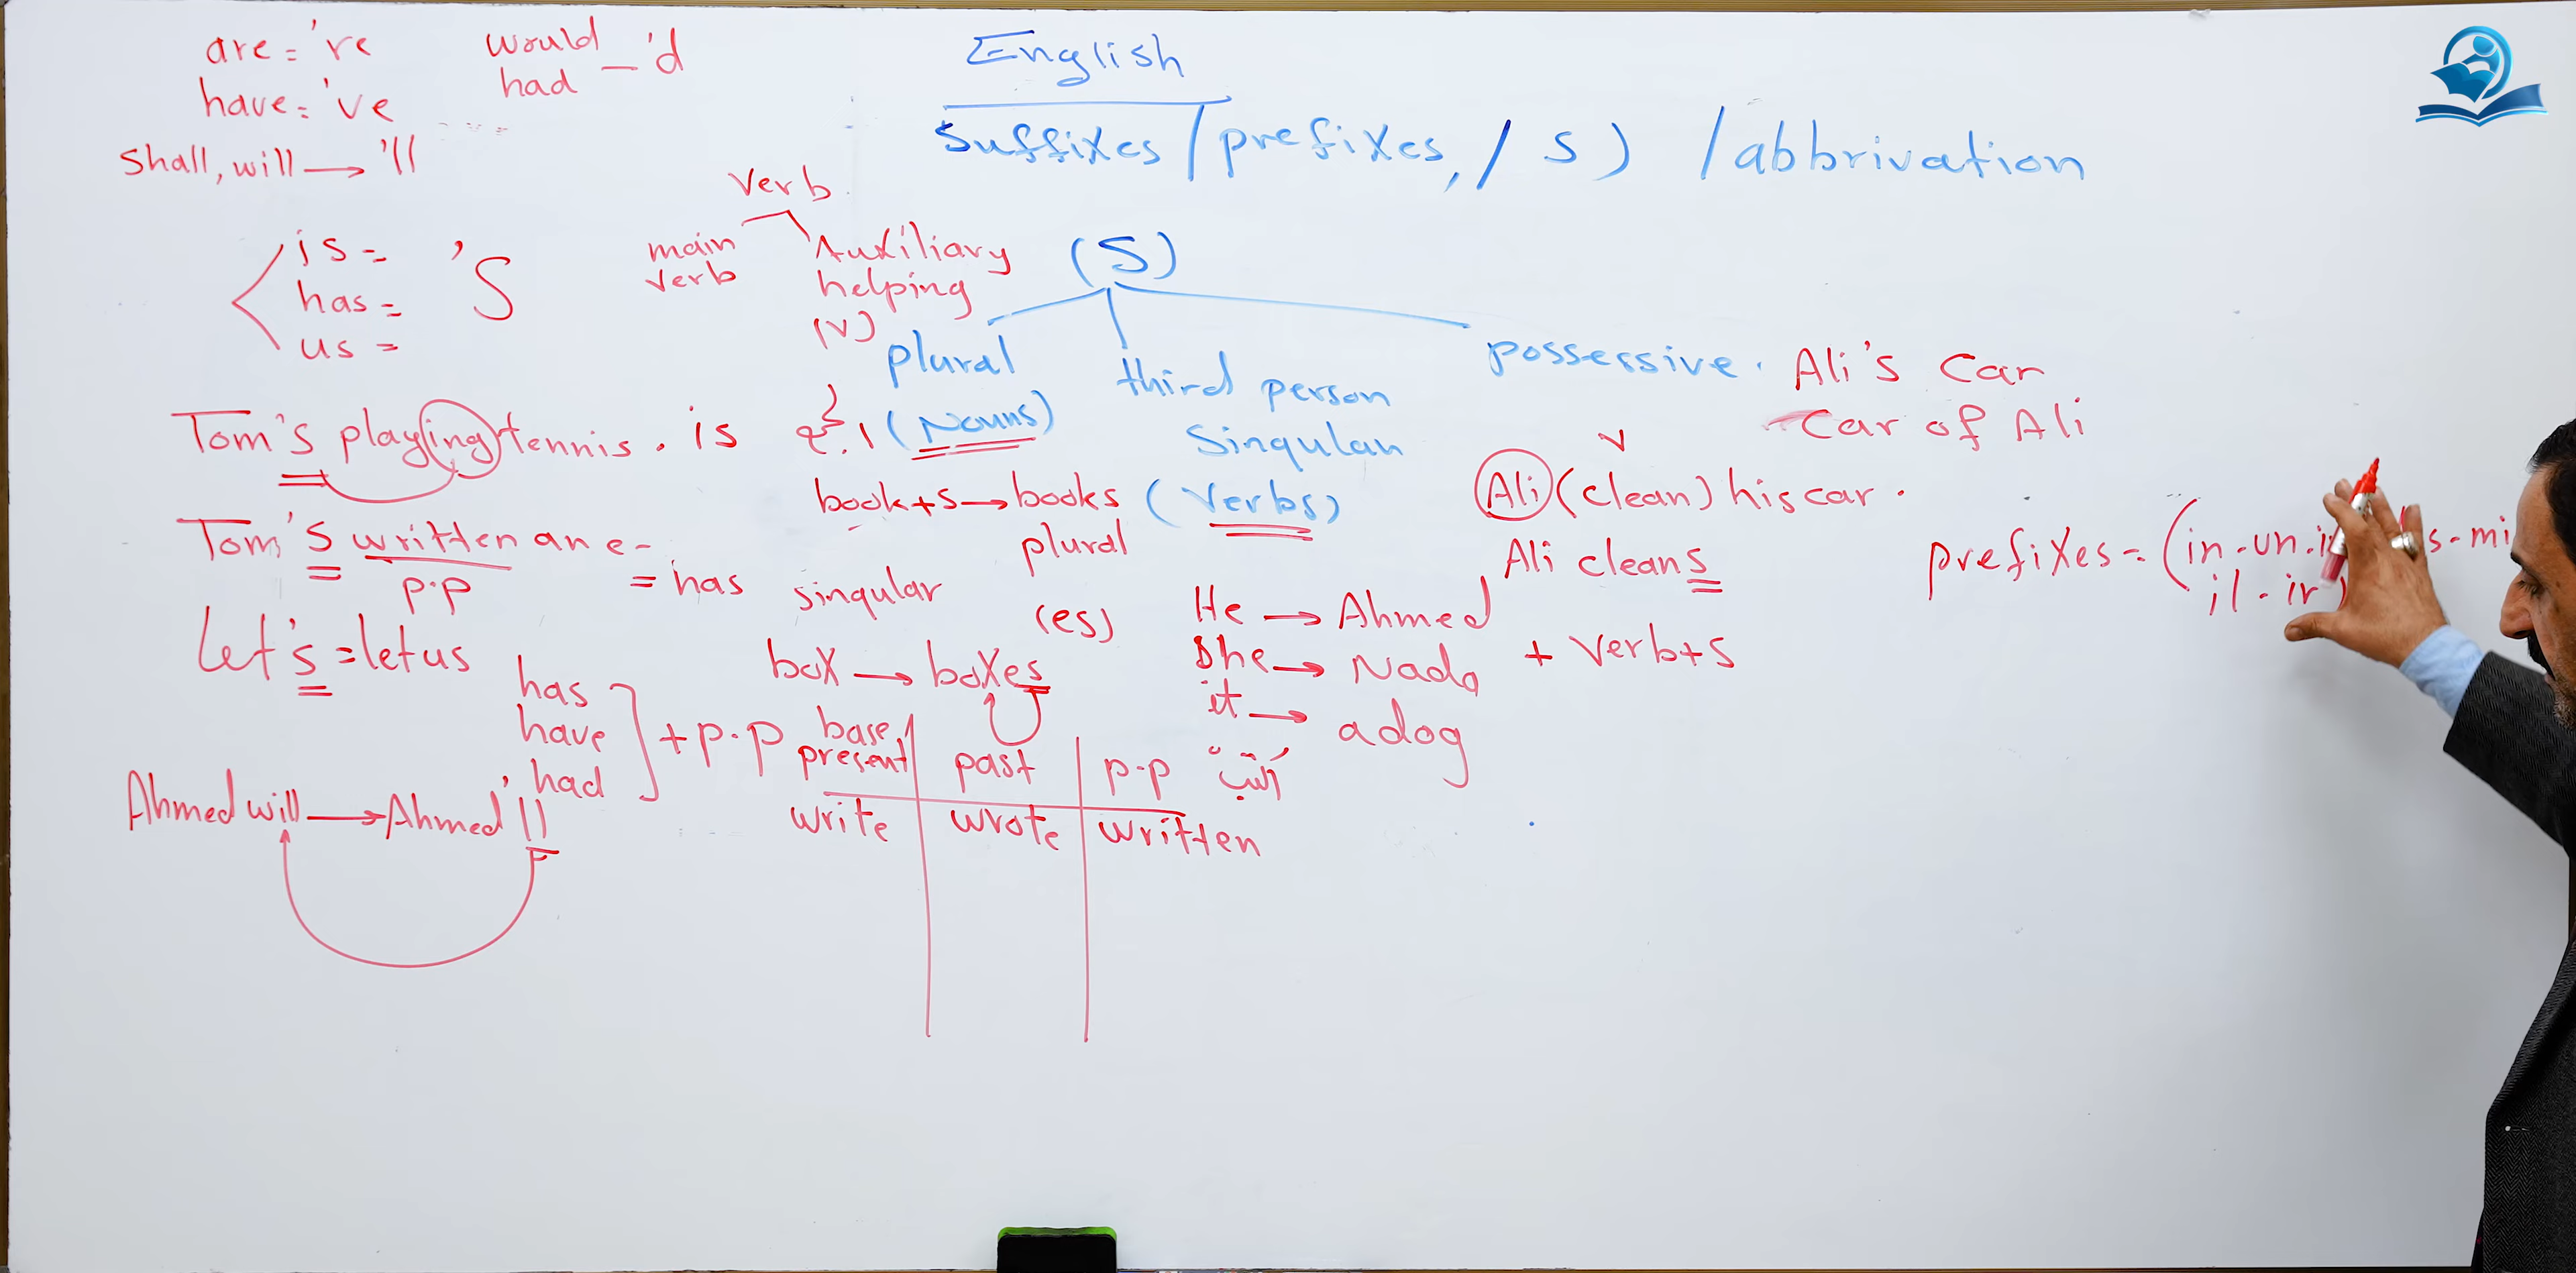 English
Suffixes / prefixes, / S ) / abbrivation
are = 're
have = 've
Shall, will → 'll
would
had — 'd
is =
has = 'S
us =
Verb
main verb
Auxiliary
helping
(v)
Tom's playing tennis. is
Tom's written an e-
p.p
= has
Let's = let us
has
have
had
+ p.p
Ahmed will → Ahmed'll
(S)
plural
(Nouns)
book+s → books
plural
singular
(es)
box → boxes
base
present
past
p.p
write
wrote
written
third person
Singular
(Verbs)
He → Ahmed
She → Nada
it → a dog
+ Verb+s
possessive. Ali's Car
Car of Ali
v
Ali (clean) his car.
Ali cleans
prefixes = (in - un - i s - mi
il - ir